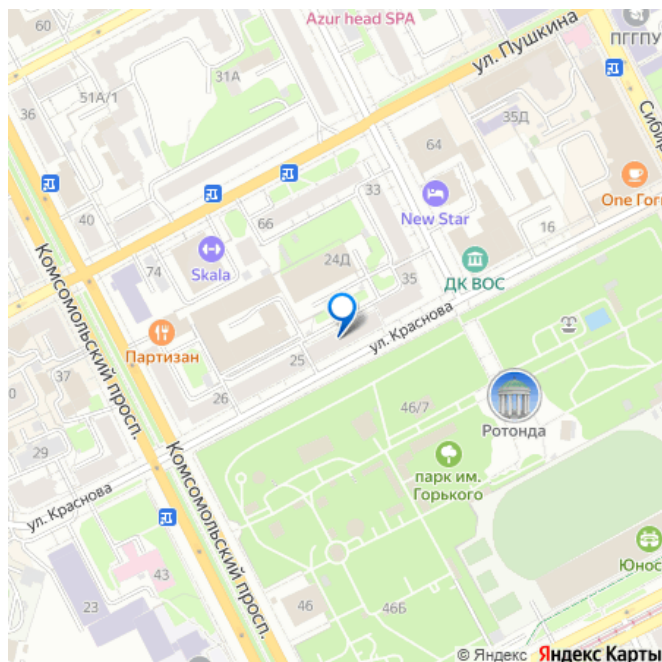 60
Azur head SPA
ПГГПУ
ул. Пушкина
31А
51А/1
36
35Д
Сибир
64
One Горы
33
New Star
40
66
16
24Д
Skala
74
35
ДК ВОС
Комсомольский просп.
Партизан
ул. Краснова
25
37
26
46/7
Ротонда
29
парк им.
Горького
ул. Краснова
Комсомольский просп.
43
Юнос
23
46
46Б
© Яндекс Яндекс Карты